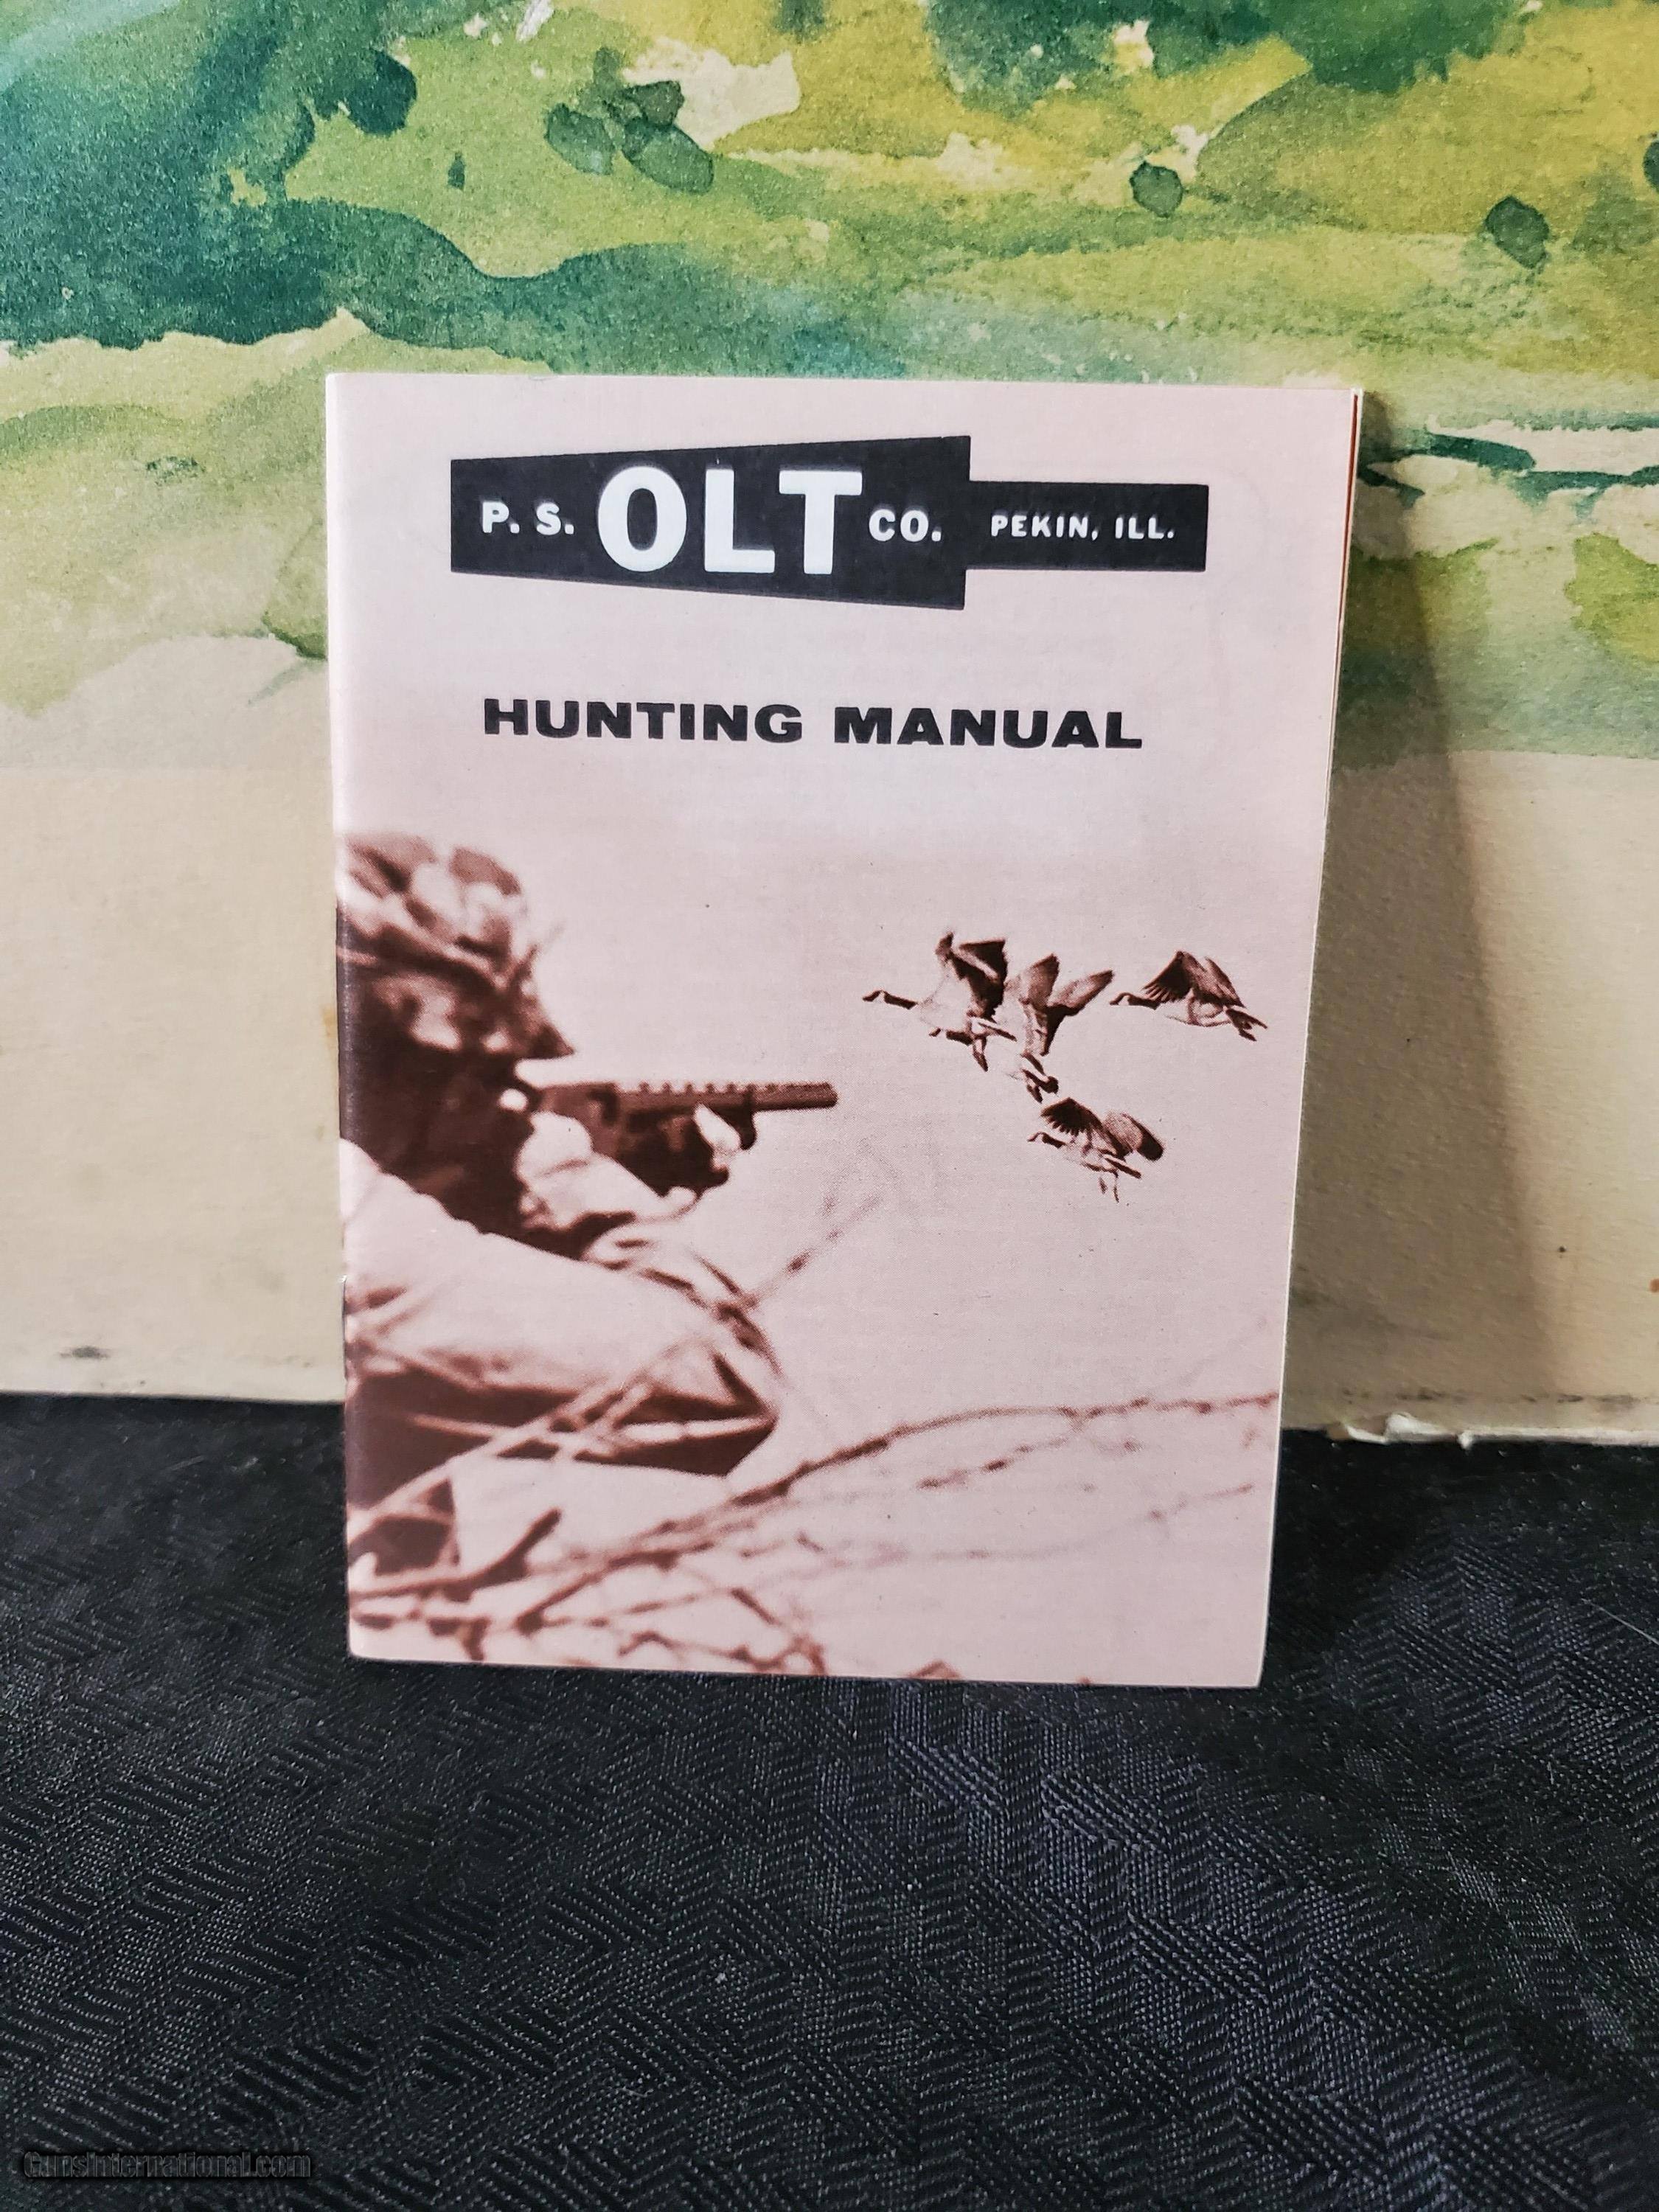 P. S. OLT CO. PEKIN, ILL.
HUNTING MANUAL
GunsInternational.com